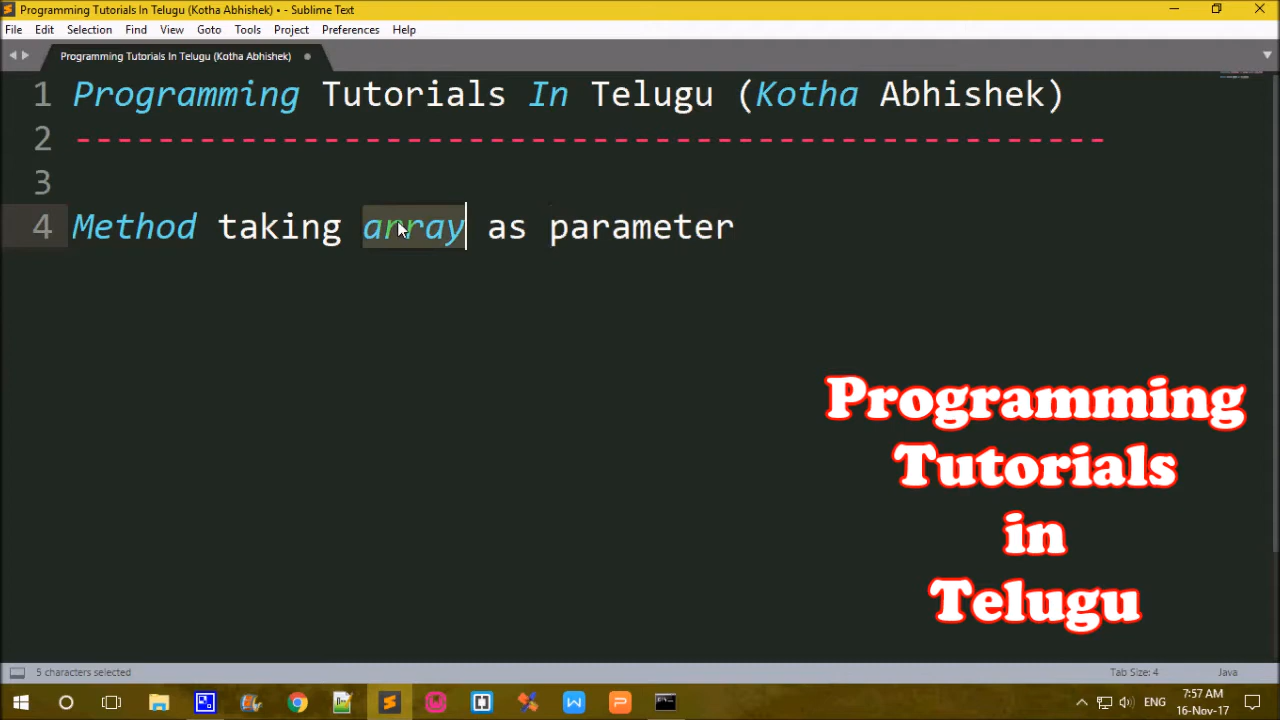 Programming Tutorials In Telugu (Kotha Abhishek) • - Sublime Text
File Edit Selection Find View Goto Tools Project Preferences Help
Programming Tutorials In Telugu (Kotha Abhishek)
1 Programming Tutorials In Telugu (Kotha Abhishek)
2 --------------------------------------------------
3
4 Method taking array as parameter
Programming
Tutorials
in
Telugu
5 characters selected Tab Size: 4 Java
ENG 7:57 AM
16-Nov-17